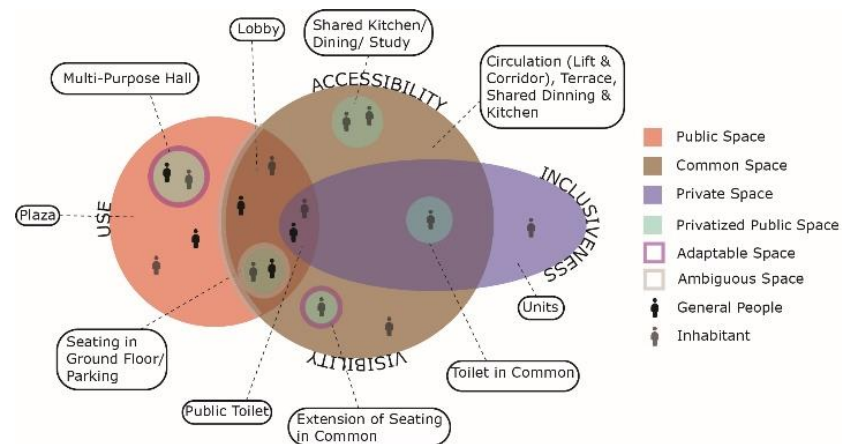 Lobby
Shared Kitchen/
Dining/ Study
Multi-Purpose Hall
Circulation (Lift &
Corridor), Terrace,
Shared Dinning &
Kitchen
ACCESSIBILITY
USE
INCLUSIVENESS
VISIBILITY
Plaza
Units
Seating in
Ground Floor/
Parking
Public Toilet
Extension of Seating
in Common
Toilet in Common
Public Space
Common Space
Private Space
Privatized Public Space
Adaptable Space
Ambiguous Space
General People
Inhabitant